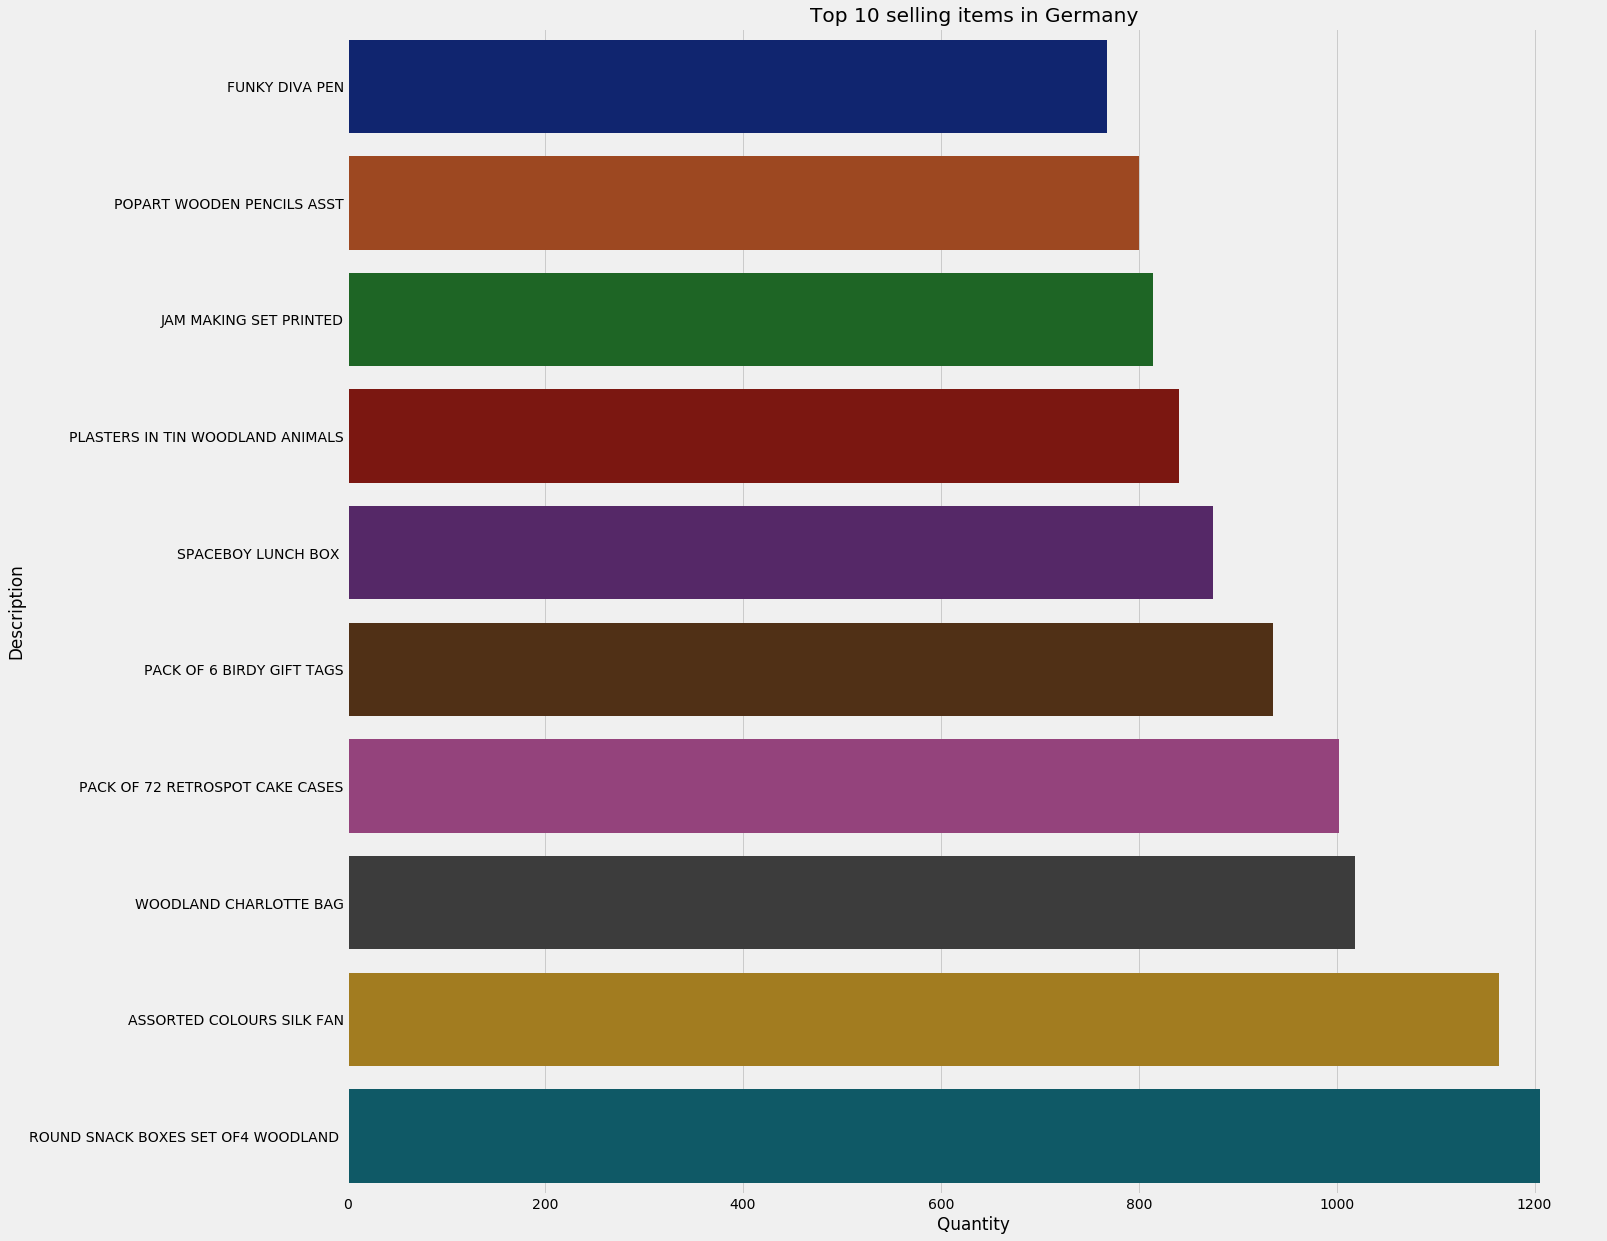 Top 10 selling items in Germany
FUNKY DIVA PEN
POPART WOODEN PENCILS ASST
JAM MAKING SET PRINTED
PLASTERS IN TIN WOODLAND ANIMALS
SPACEBOY LUNCH BOX
PACK OF 6 BIRDY GIFT TAGS
PACK OF 72 RETROSPOT CAKE CASES
WOODLAND CHARLOTTE BAG
ASSORTED COLOURS SILK FAN
ROUND SNACK BOXES SET OF4 WOODLAND
Description
0 200 400 600 800 1000 1200
Quantity